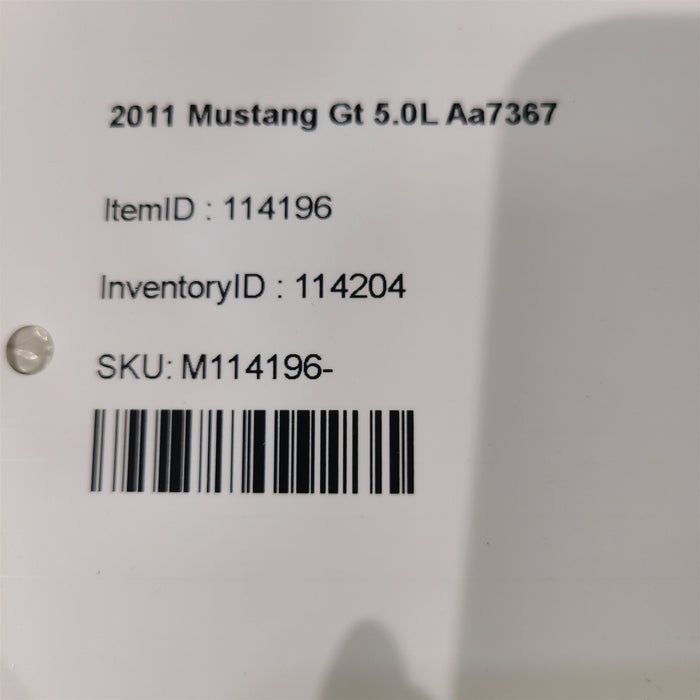 2011 Mustang Gt 5.0L Aa7367
ItemID : 114196
InventoryID : 114204
SKU: M114196-